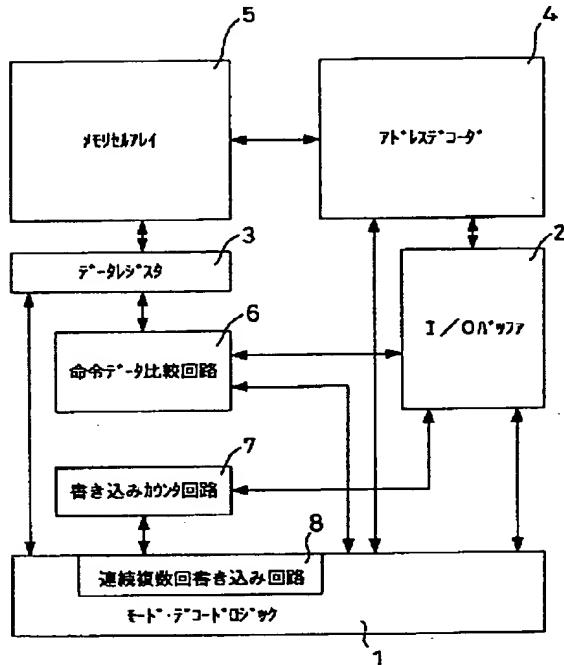 5
4
メモリセルアレイ
アドレスデコーダ
3
2
データレジスタ
6
I/Oバッファ
命令データ比較回路
7
書き込みカウンタ回路
8
連続複数回書き込み回路
モード・デコードロジック
1